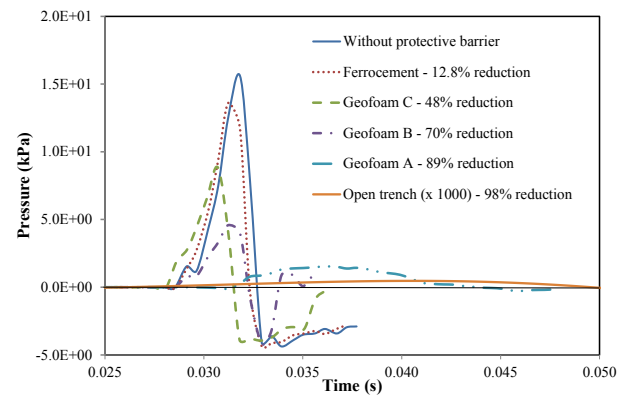 2.0E+01
1.5E+01
1.0E+01
5.0E+00
0.0E+00
-5.0E+00
Pressure (kPa)
Without protective barrier
Ferrocement - 12.8% reduction
Geofoam C - 48% reduction
Geofoam B - 70% reduction
Geofoam A - 89% reduction
Open trench (x 1000) - 98% reduction
0.025
0.030
0.035
0.040
0.045
0.050
Time (s)